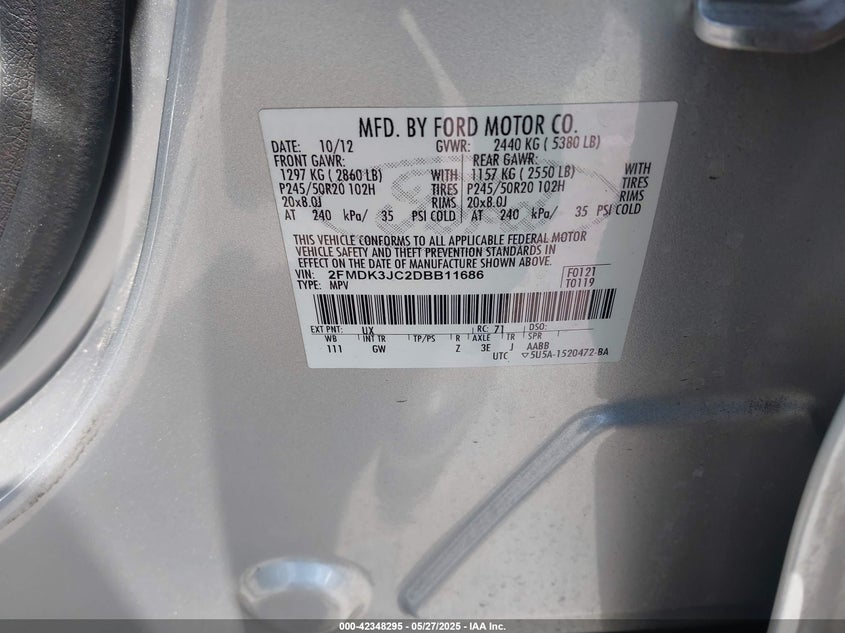 MFD. BY FORD MOTOR CO.
DATE: 10/12 GVWR: 2440 KG ( 5380 LB)
FRONT GAWR: REAR GAWR:
1297 KG ( 2860 LB) WITH 1157 KG ( 2550 LB) WITH
P245/50R20 102H TIRES P245/50R20 102H TIRES
20x8.0J RIMS 20x8.0J RIMS
AT 240 kPa/ 35 PSI COLD AT 240 kPa/ 35 PSI COLD
THIS VEHICLE CONFORMS TO ALL APPLICABLE FEDERAL MOTOR
VEHICLE SAFETY AND THEFT PREVENTION STANDARDS IN
EFFECT ON THE DATE OF MANUFACTURE SHOWN ABOVE.
VIN: 2FMDK3JC2DBB11686 F0121
TYPE: MPV T0119
EXT PNT: UX RC: 71 DSO:
WB INT TR TP/PS R AXLE TR SPR
111 GW Z 3E J AABB
UTC ▽5U5A-1520472-BA
000-42348295 - 05/27/2025 - IAA Inc.